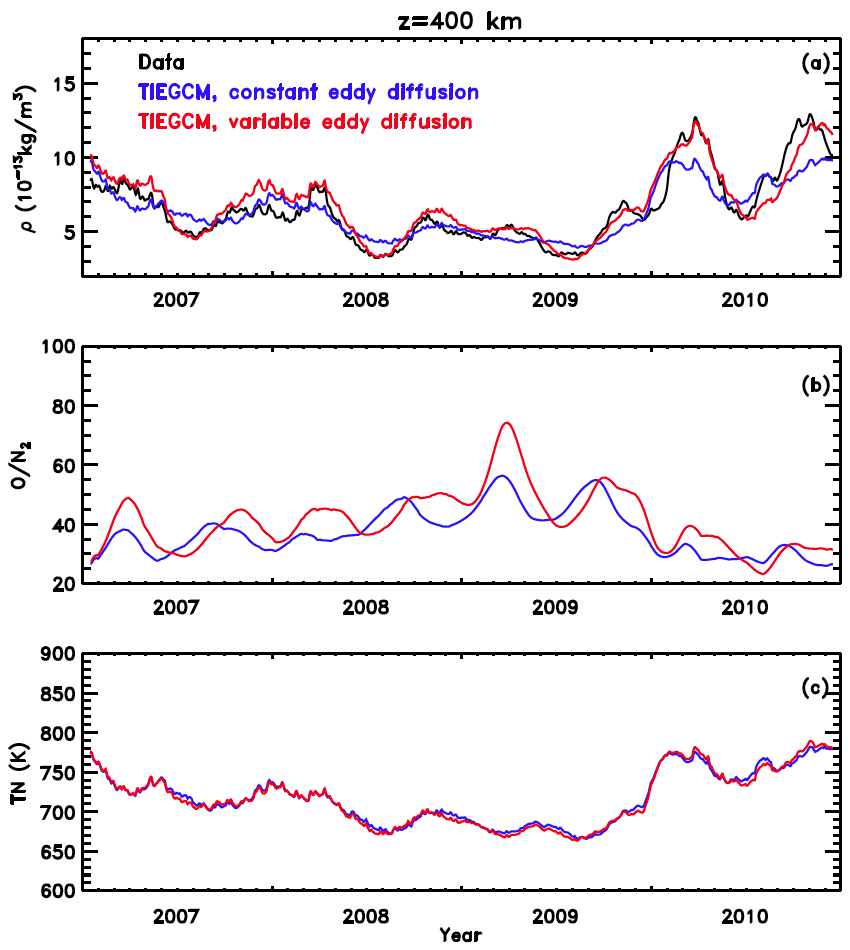 z=400 km
(a)
Data
TIEGCM, constant eddy diffusion
TIEGCM, variable eddy diffusion
ρ (10⁻¹³kg/m³)
15
10
5
2007 2008 2009 2010
(b)
O/N₂
100
80
60
40
20
2007 2008 2009 2010
(c)
TN (K)
900
850
800
750
700
650
600
2007 2008 2009 2010
Year